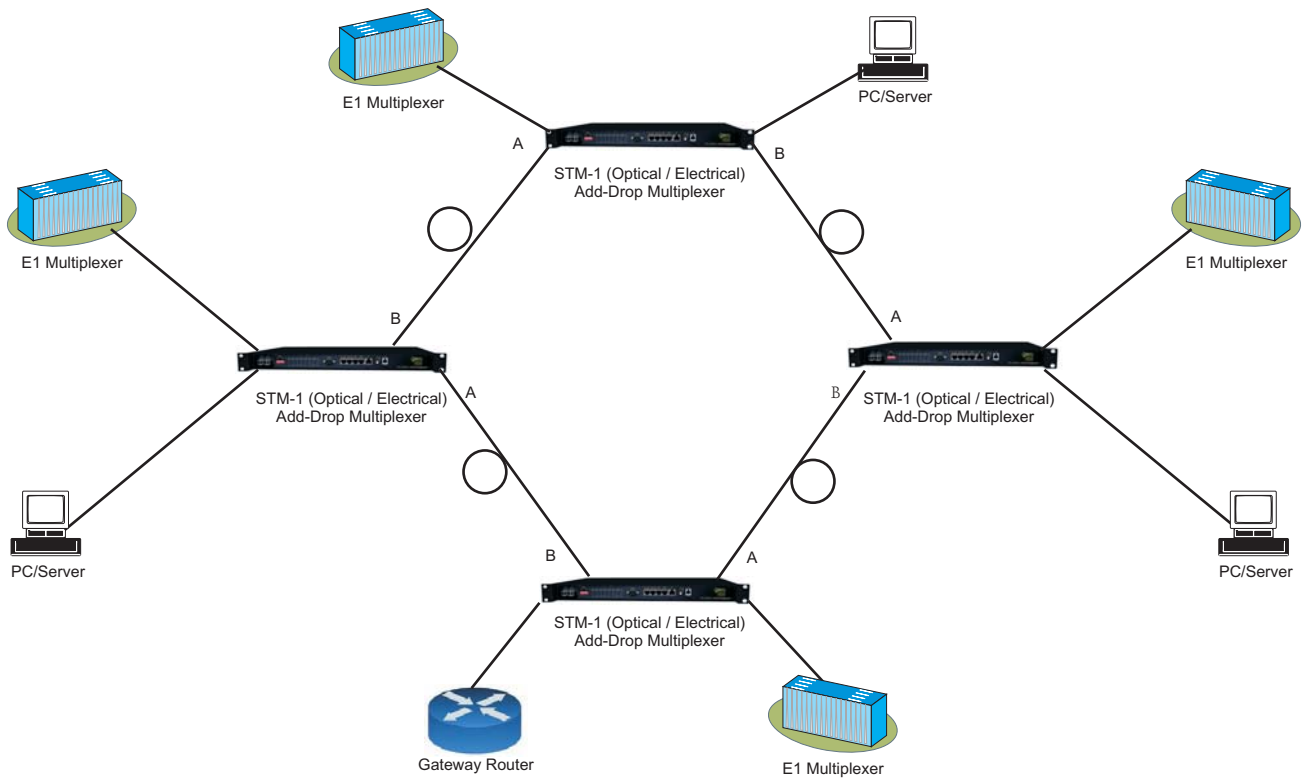 PC/Server
E1 Multiplexer
A
B
STM-1 (Optical / Electrical)
Add-Drop Multiplexer
E1 Multiplexer
E1 Multiplexer
B
A
STM-1 (Optical / Electrical)
Add-Drop Multiplexer
A
B
STM-1 (Optical / Electrical)
Add-Drop Multiplexer
PC/Server
PC/Server
B
A
STM-1 (Optical / Electrical)
Add-Drop Multiplexer
Gateway Router
E1 Multiplexer